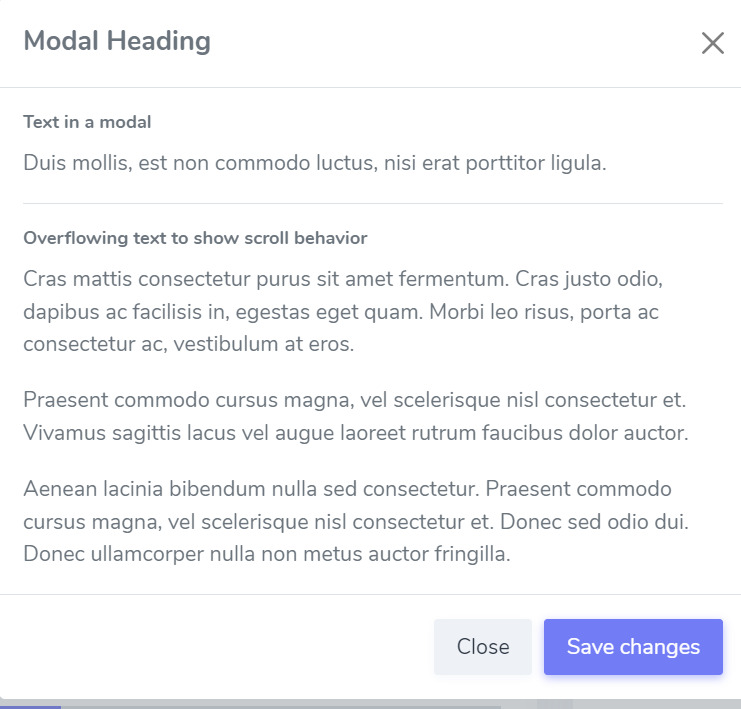 Modal Heading
Text in a modal
Duis mollis, est non commodo luctus, nisi erat porttitor ligula.
Overflowing text to show scroll behavior
Cras mattis consectetur purus sit amet fermentum. Cras justo odio,
dapibus ac facilisis in, egestas eget quam. Morbi leo risus, porta ac
consectetur ac, vestibulum at eros.
Praesent commodo cursus magna, vel scelerisque nisl consectetur et.
Vivamus sagittis lacus vel augue laoreet rutrum faucibus dolor auctor.
Aenean lacinia bibendum nulla sed consectetur. Praesent commodo
cursus magna, vel scelerisque nisl consectetur et. Donec sed odio dui.
Donec ullamcorper nulla non metus auctor fringilla.
Close
Save changes